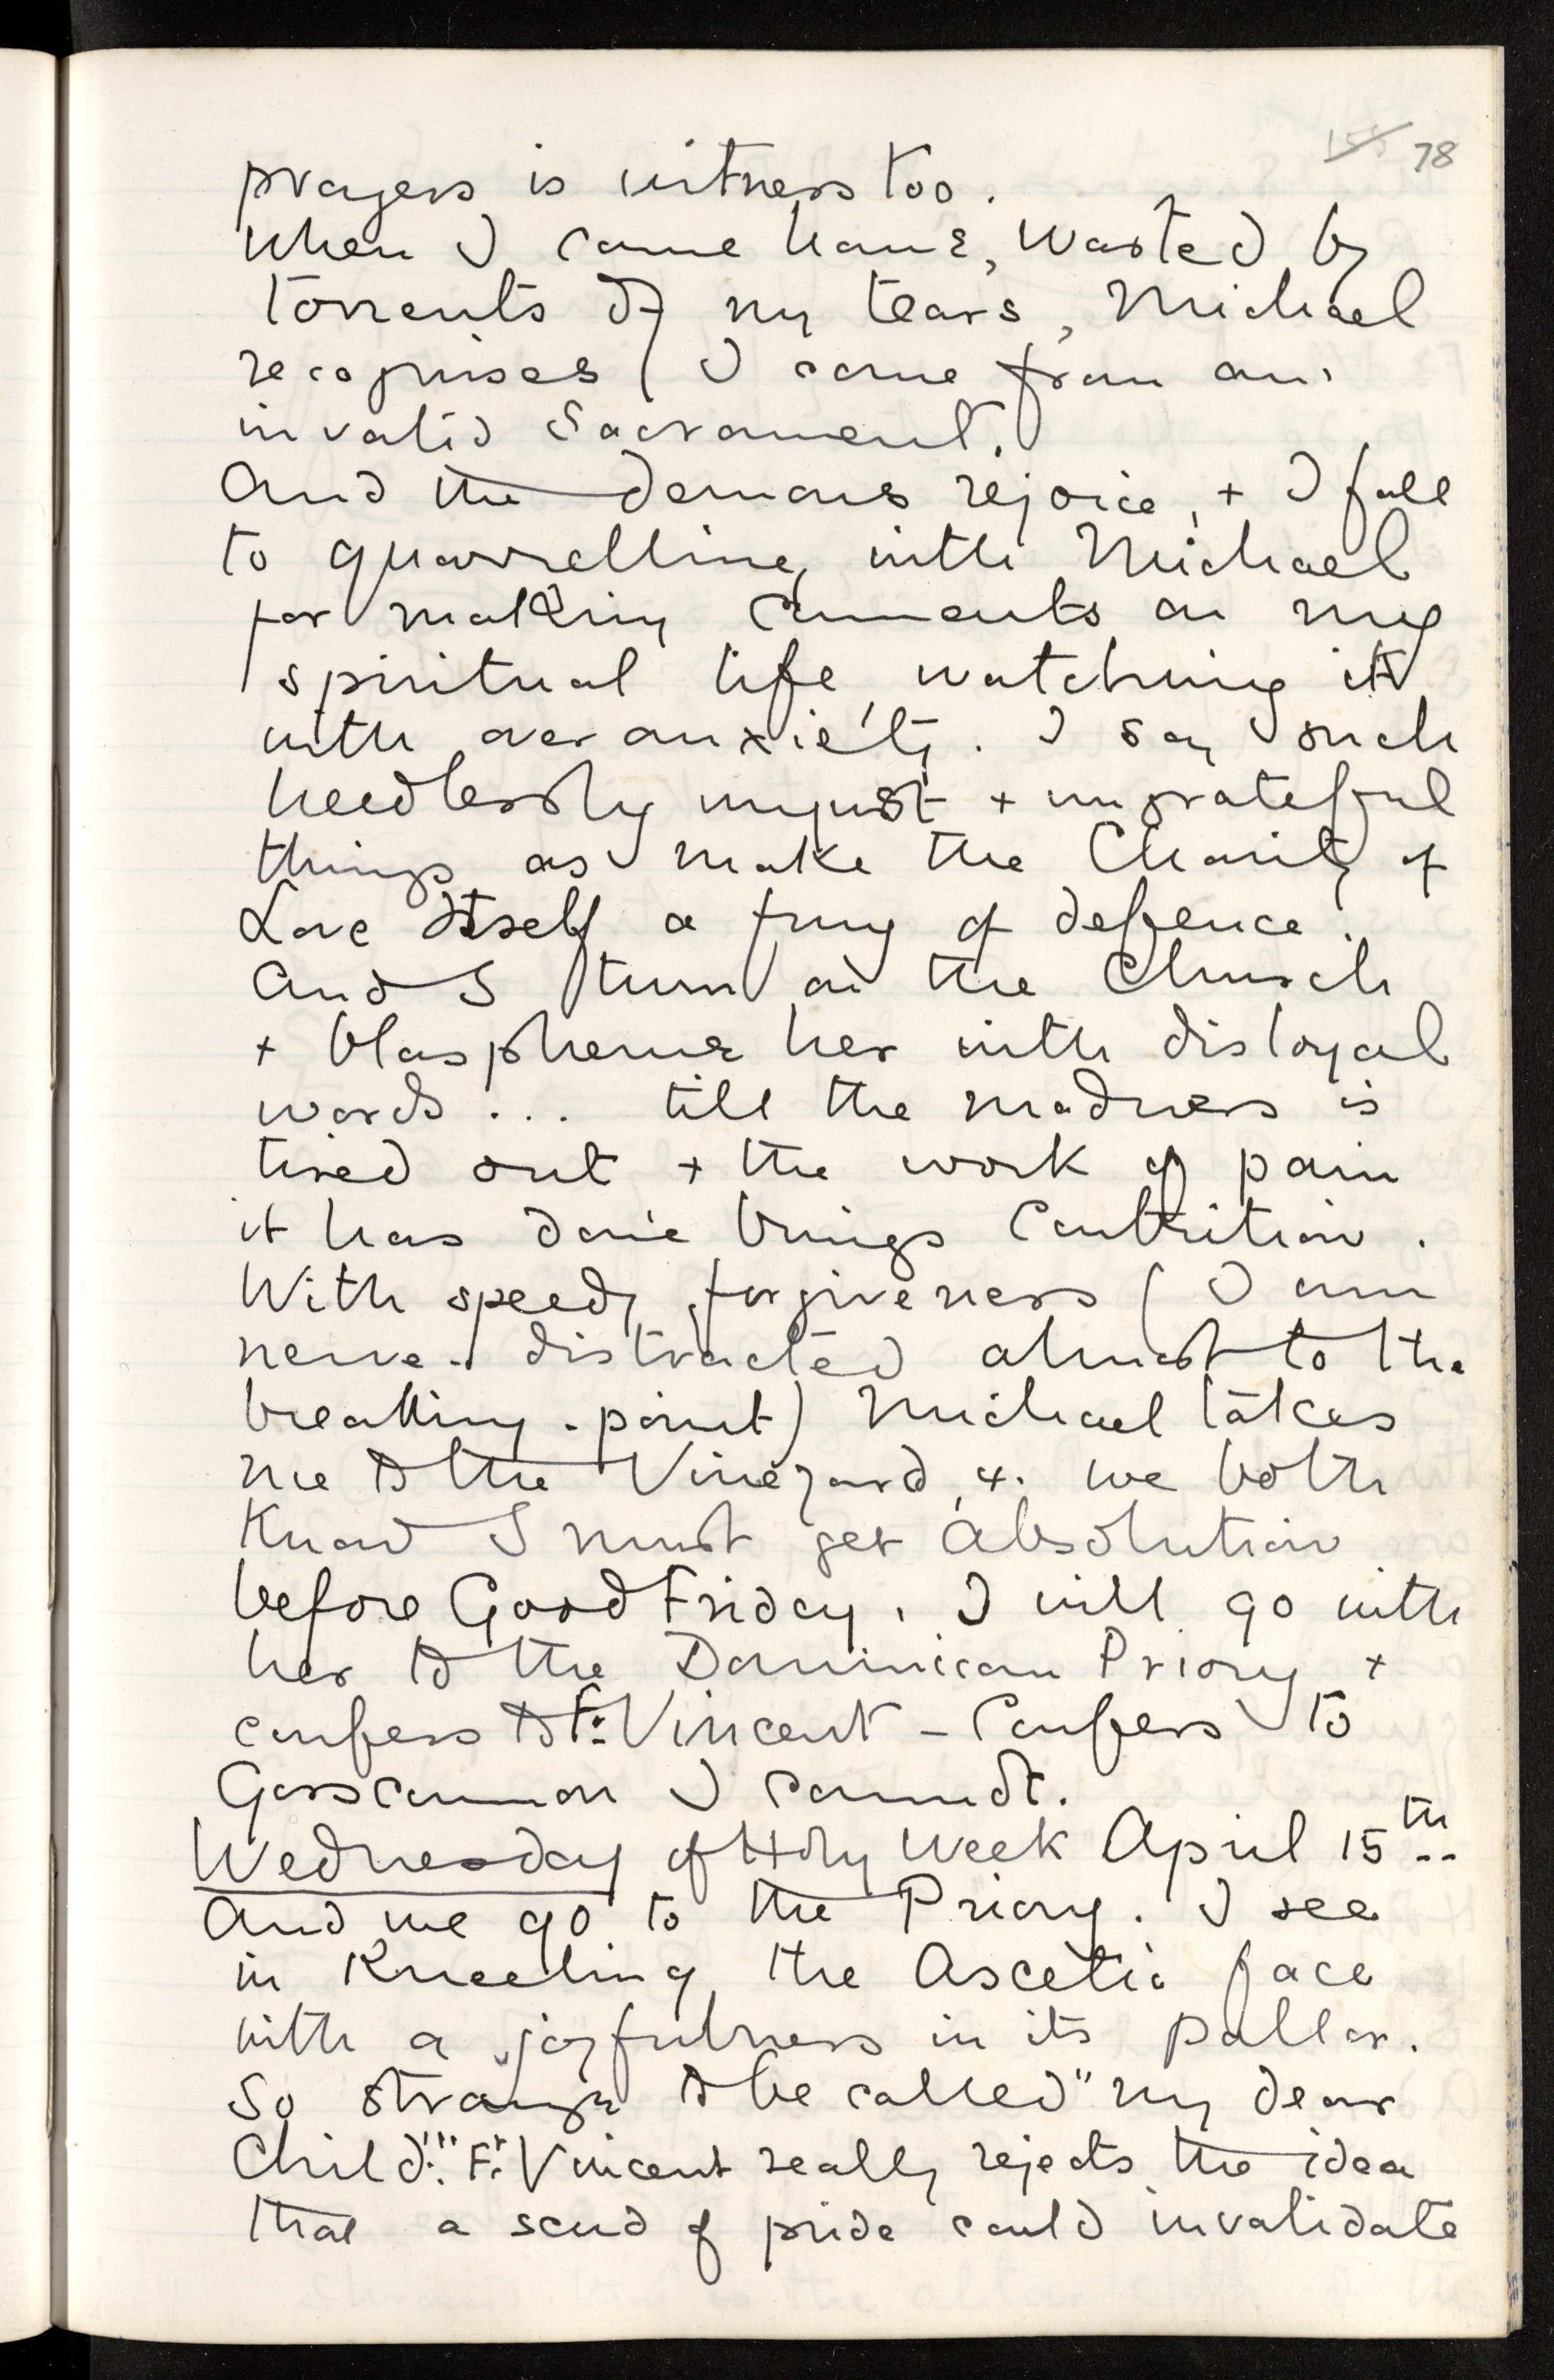 155 78
prayers is witness too.
When I come home, wasted by
torrents of my tears, Michael
recognises I come from an
invalid Sacrament.
And the demons rejoice, + I fall
to quarrelling with Michael
for making comments on my
spiritual life, watching it
with over anxiety. I say such
heedlessly unjust + ungrateful
things as make the Charity of
Love Itself a fury of defence.
And I turn on the Church
+ blaspheme her with disloyal
words ... till the madness is
tired out + the work of pain
it has done brings Contrition.
With speedy forgiveness (I am
nerve-distracted almost to the
breaking-point) Michael takes
me to the Vineyard, +. we both
know I must get Absolution
before Good Friday. I will go with
her to the Dominican Priory +
confess to Fr. Vincent - Confess to
Gosscannon I cannot.
Wednesday of Holy Week April 15th
And we go to the Priory. I see
in Kneeling the Ascetic face
with a joyfulness in its pallor.
So strange to be called "my dear
Child"! Fr. Vincent really rejects the idea
that a scud of pride could invalidate